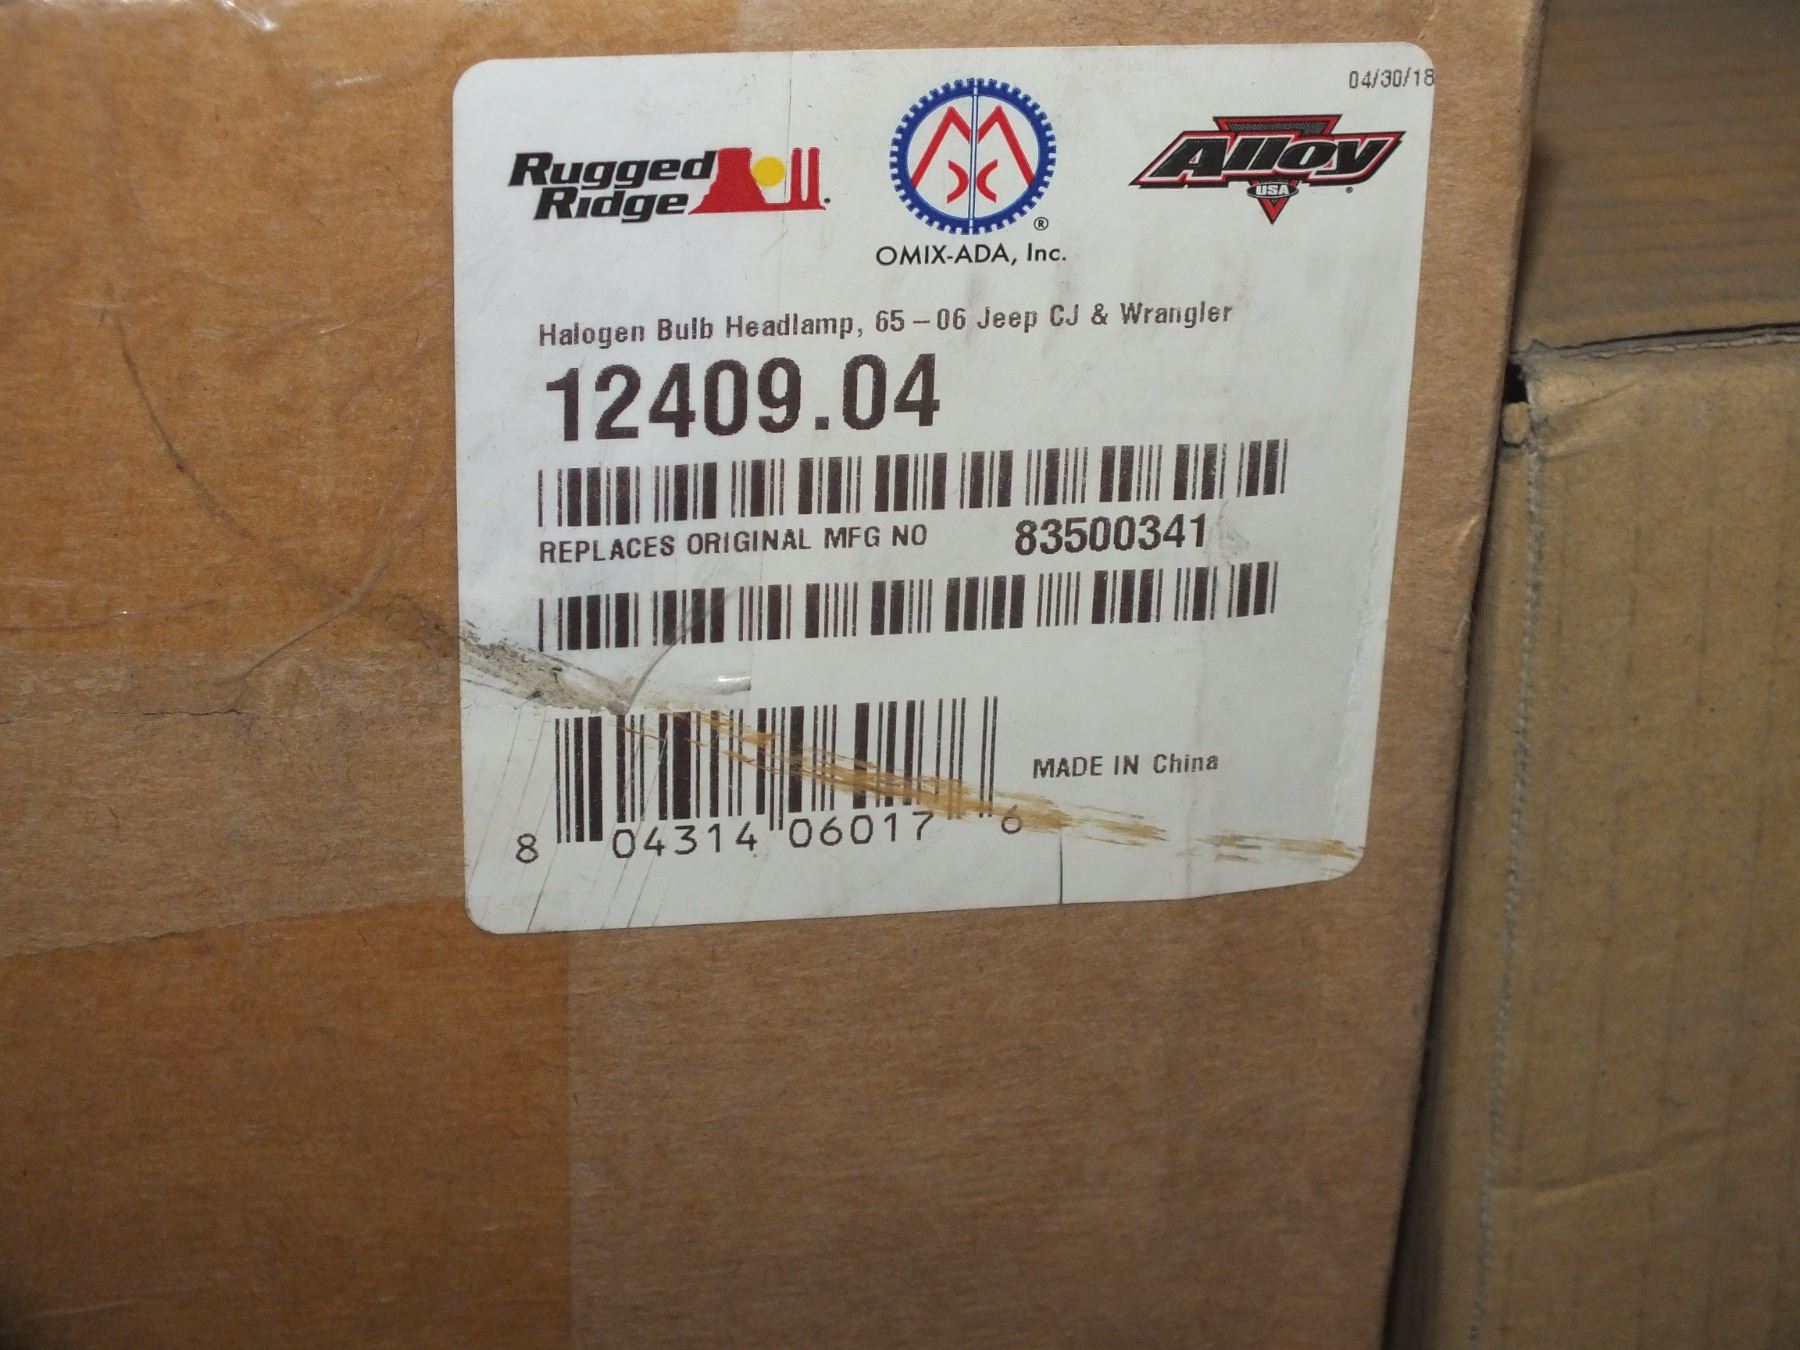 04/30/18
Rugged
Ridge
Alloy
USA
OMIX-ADA, Inc.
Halogen Bulb Headlamp, 65-06 Jeep CJ & Wrangler
12409.04
REPLACES ORIGINAL MFG NO 83500341
MADE IN China
8 04314 06017 6